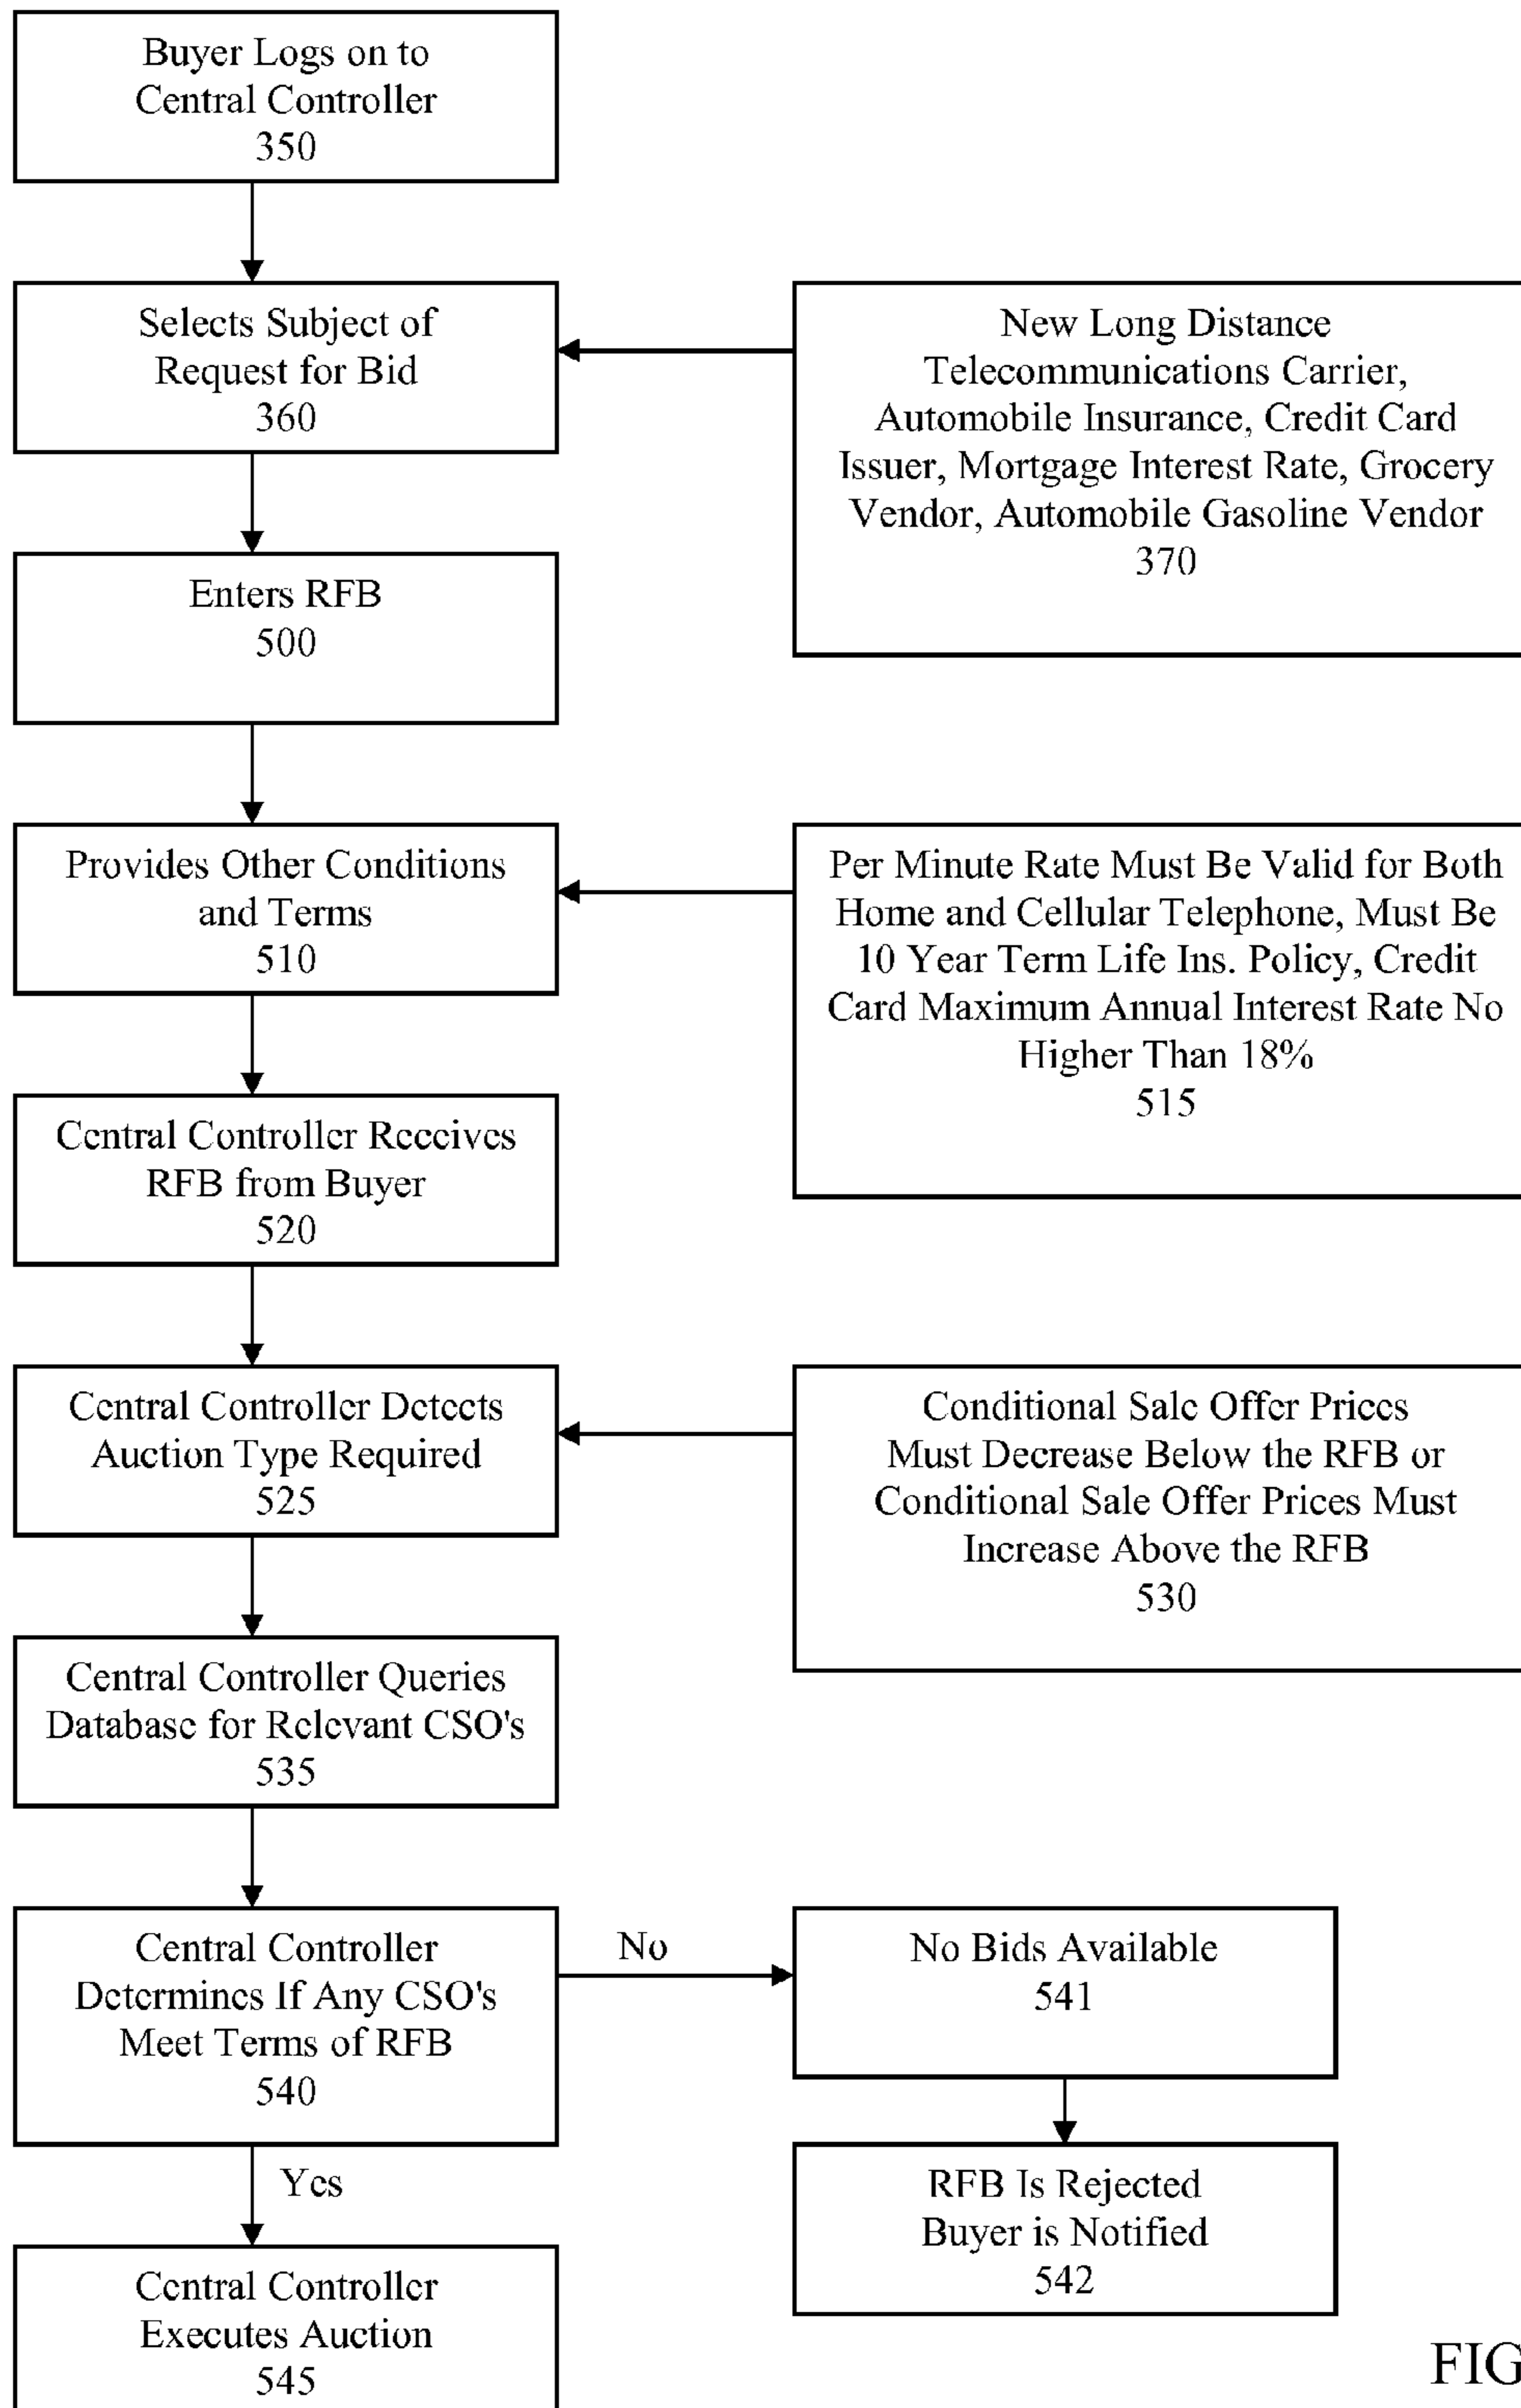 Buyer Logs on to
Central Controller
350
Selects Subject of
Request for Bid
360
New Long Distance
Telecommunications Carrier,
Automobile Insurance, Credit Card
Issuer, Mortgage Interest Rate, Grocery
Vendor, Automobile Gasoline Vendor
370
Enters RFB
500
Provides Other Conditions
and Terms
510
Per Minute Rate Must Be Valid for Both
Home and Cellular Telephone, Must Be
10 Year Term Life Ins. Policy, Credit
Card Maximum Annual Interest Rate No
Higher Than 18%
515
Central Controller Receives
RFB from Buyer
520
Central Controller Detects
Auction Type Required
525
Conditional Sale Offer Prices
Must Decrease Below the RFB or
Conditional Sale Offer Prices Must
Increase Above the RFB
530
Central Controller Queries
Database for Relevant CSO's
535
Central Controller
Determines If Any CSO's
Meet Terms of RFB
540
No
No Bids Available
541
Yes
RFB Is Rejected
Buyer is Notified
542
Central Controller
Executes Auction
545
FIG